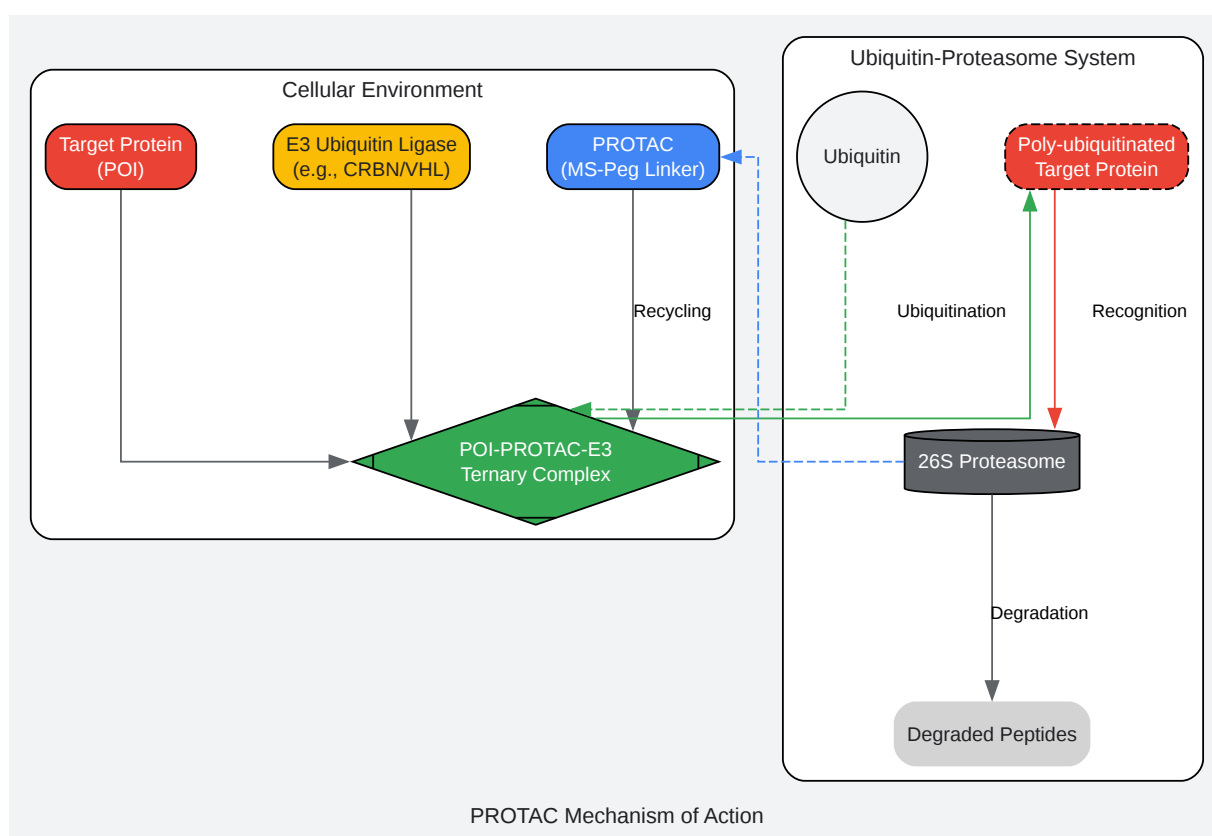 Ubiquitin-Proteasome System
Cellular Environment
Target Protein
(POI)
E3 Ubiquitin Ligase
(e.g., CRBN/VHL)
PROTAC
(MS-Peg Linker)
Ubiquitin
Poly-ubiquitinated
Target Protein
Recycling
Ubiquitination
Recognition
POI-PROTAC-E3
Ternary Complex
26S Proteasome
Degradation
Degraded Peptides
PROTAC Mechanism of Action